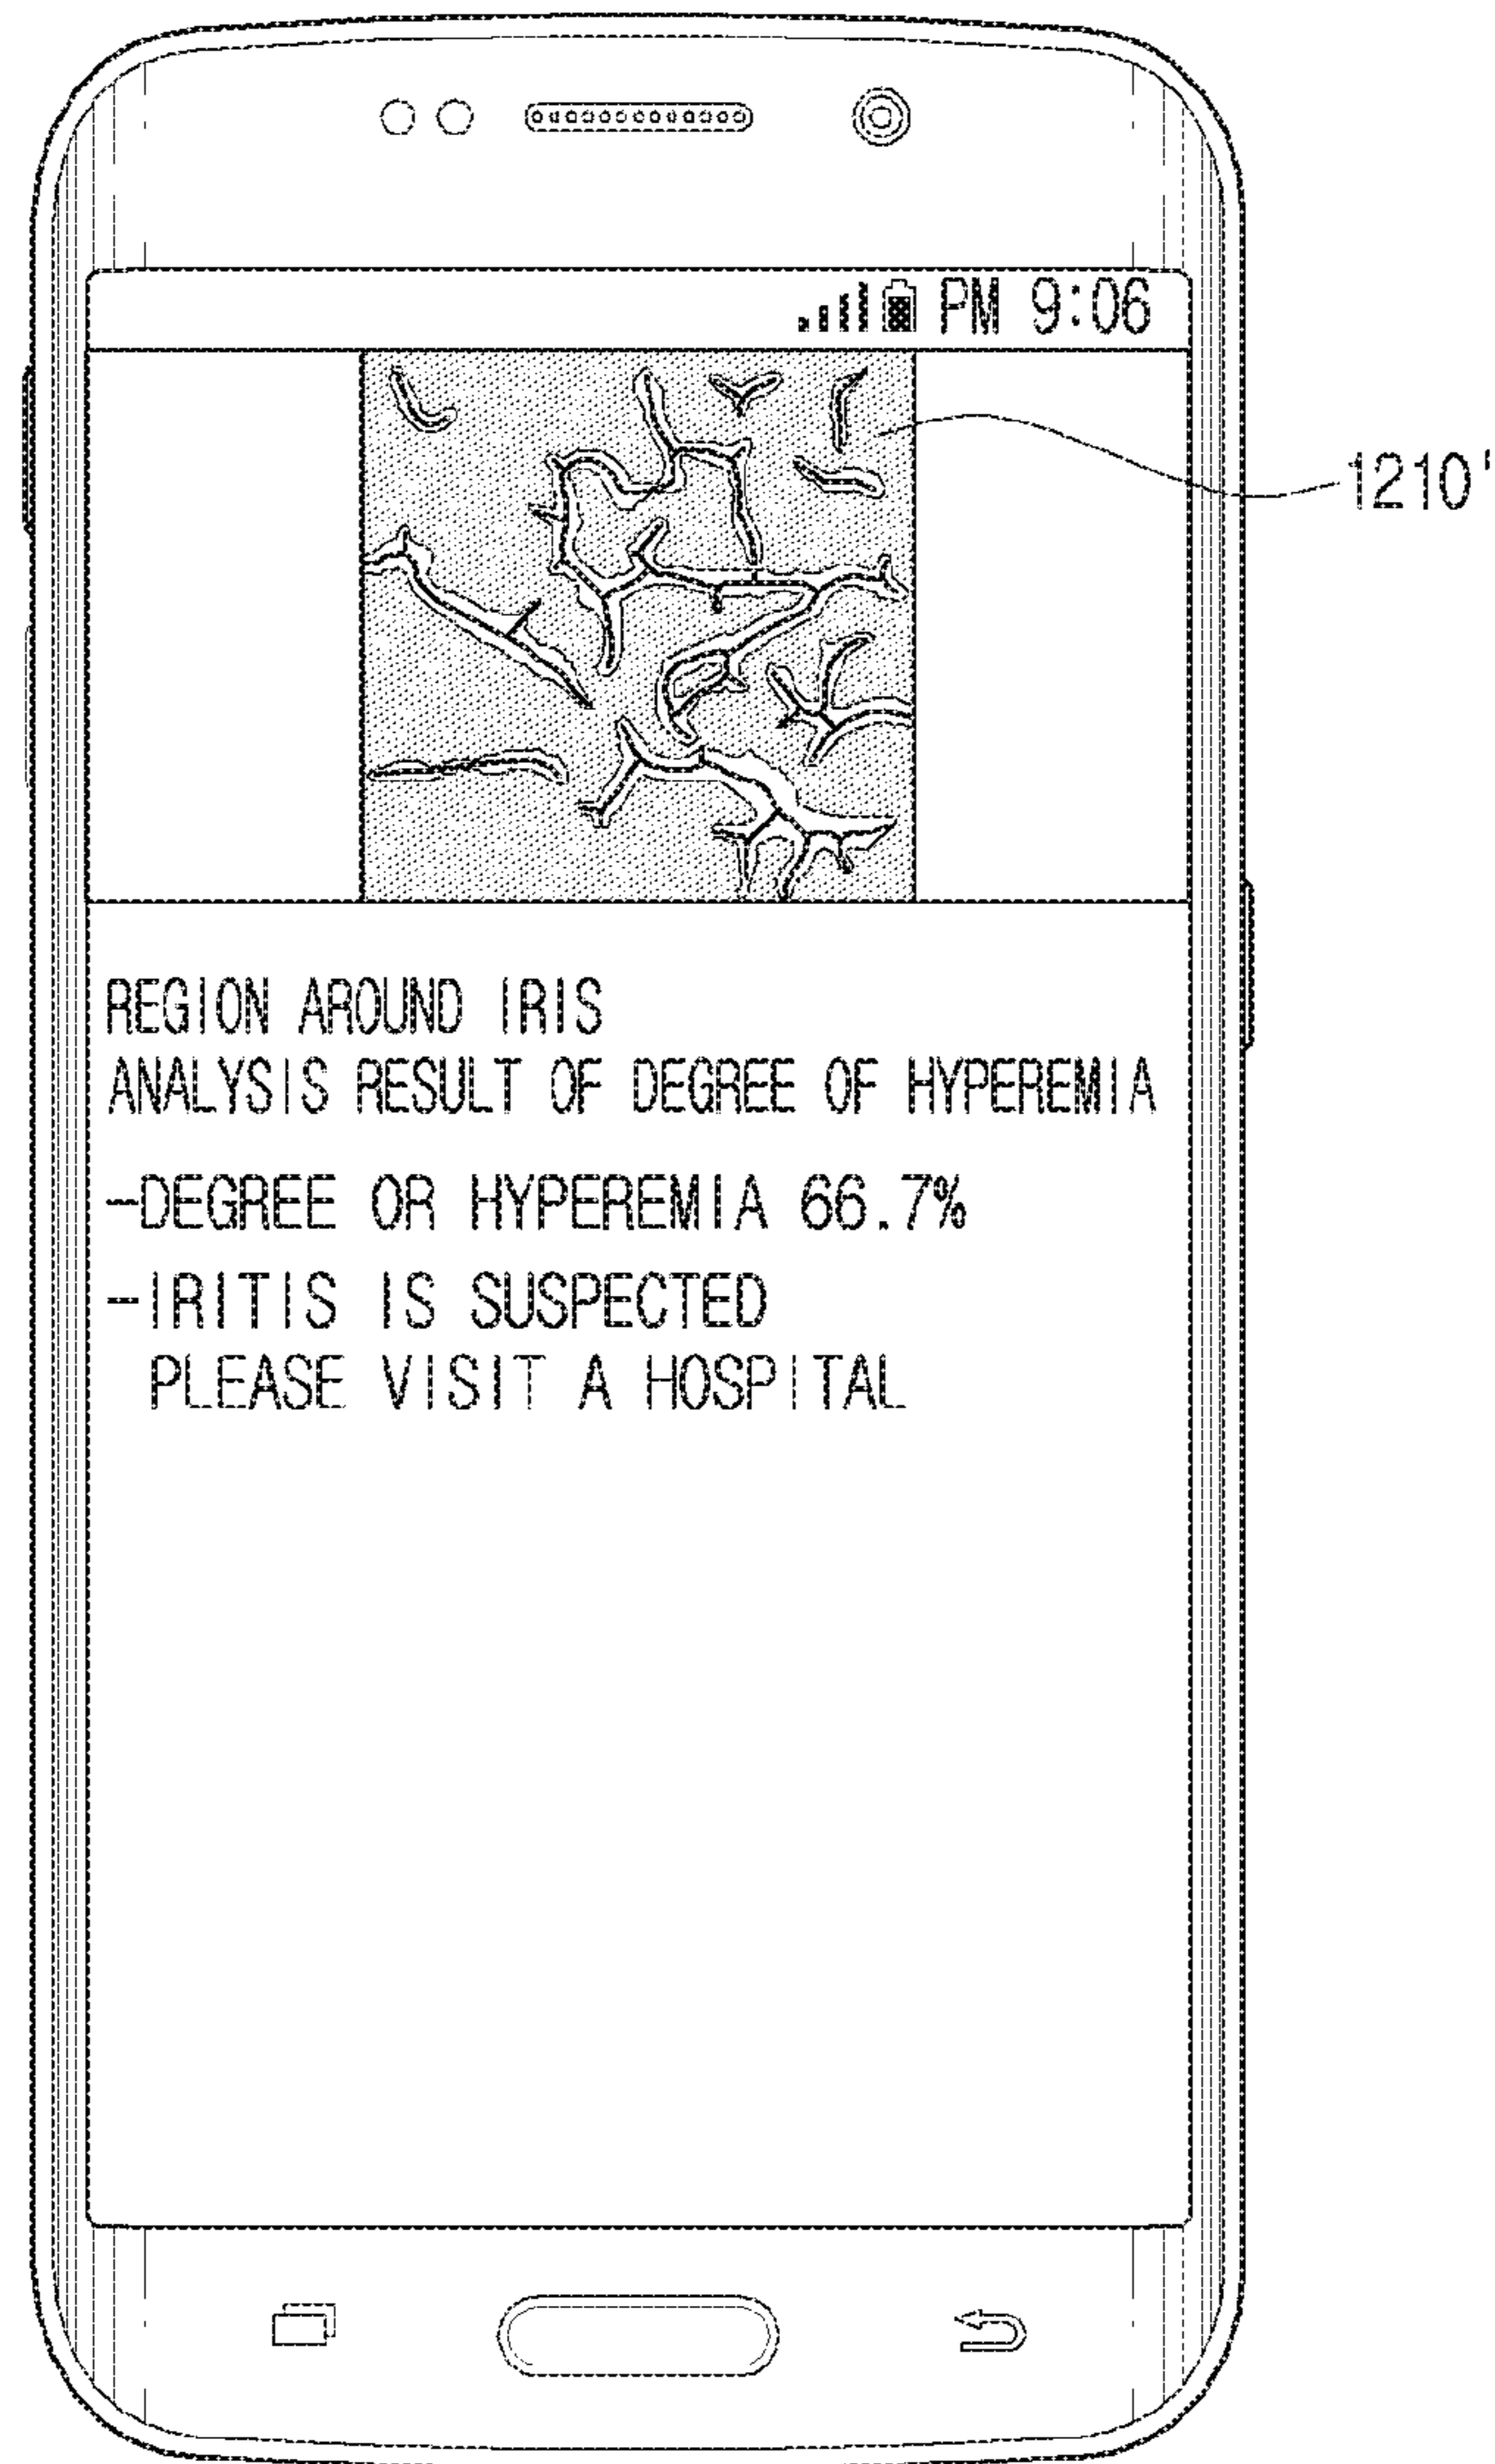 PM 9:06
1210'
REGION AROUND IRIS
ANALYSIS RESULT OF DEGREE OF HYPEREMIA
-DEGREE OR HYPEREMIA 66.7%
-IRITIS IS SUSPECTED
PLEASE VISIT A HOSPITAL